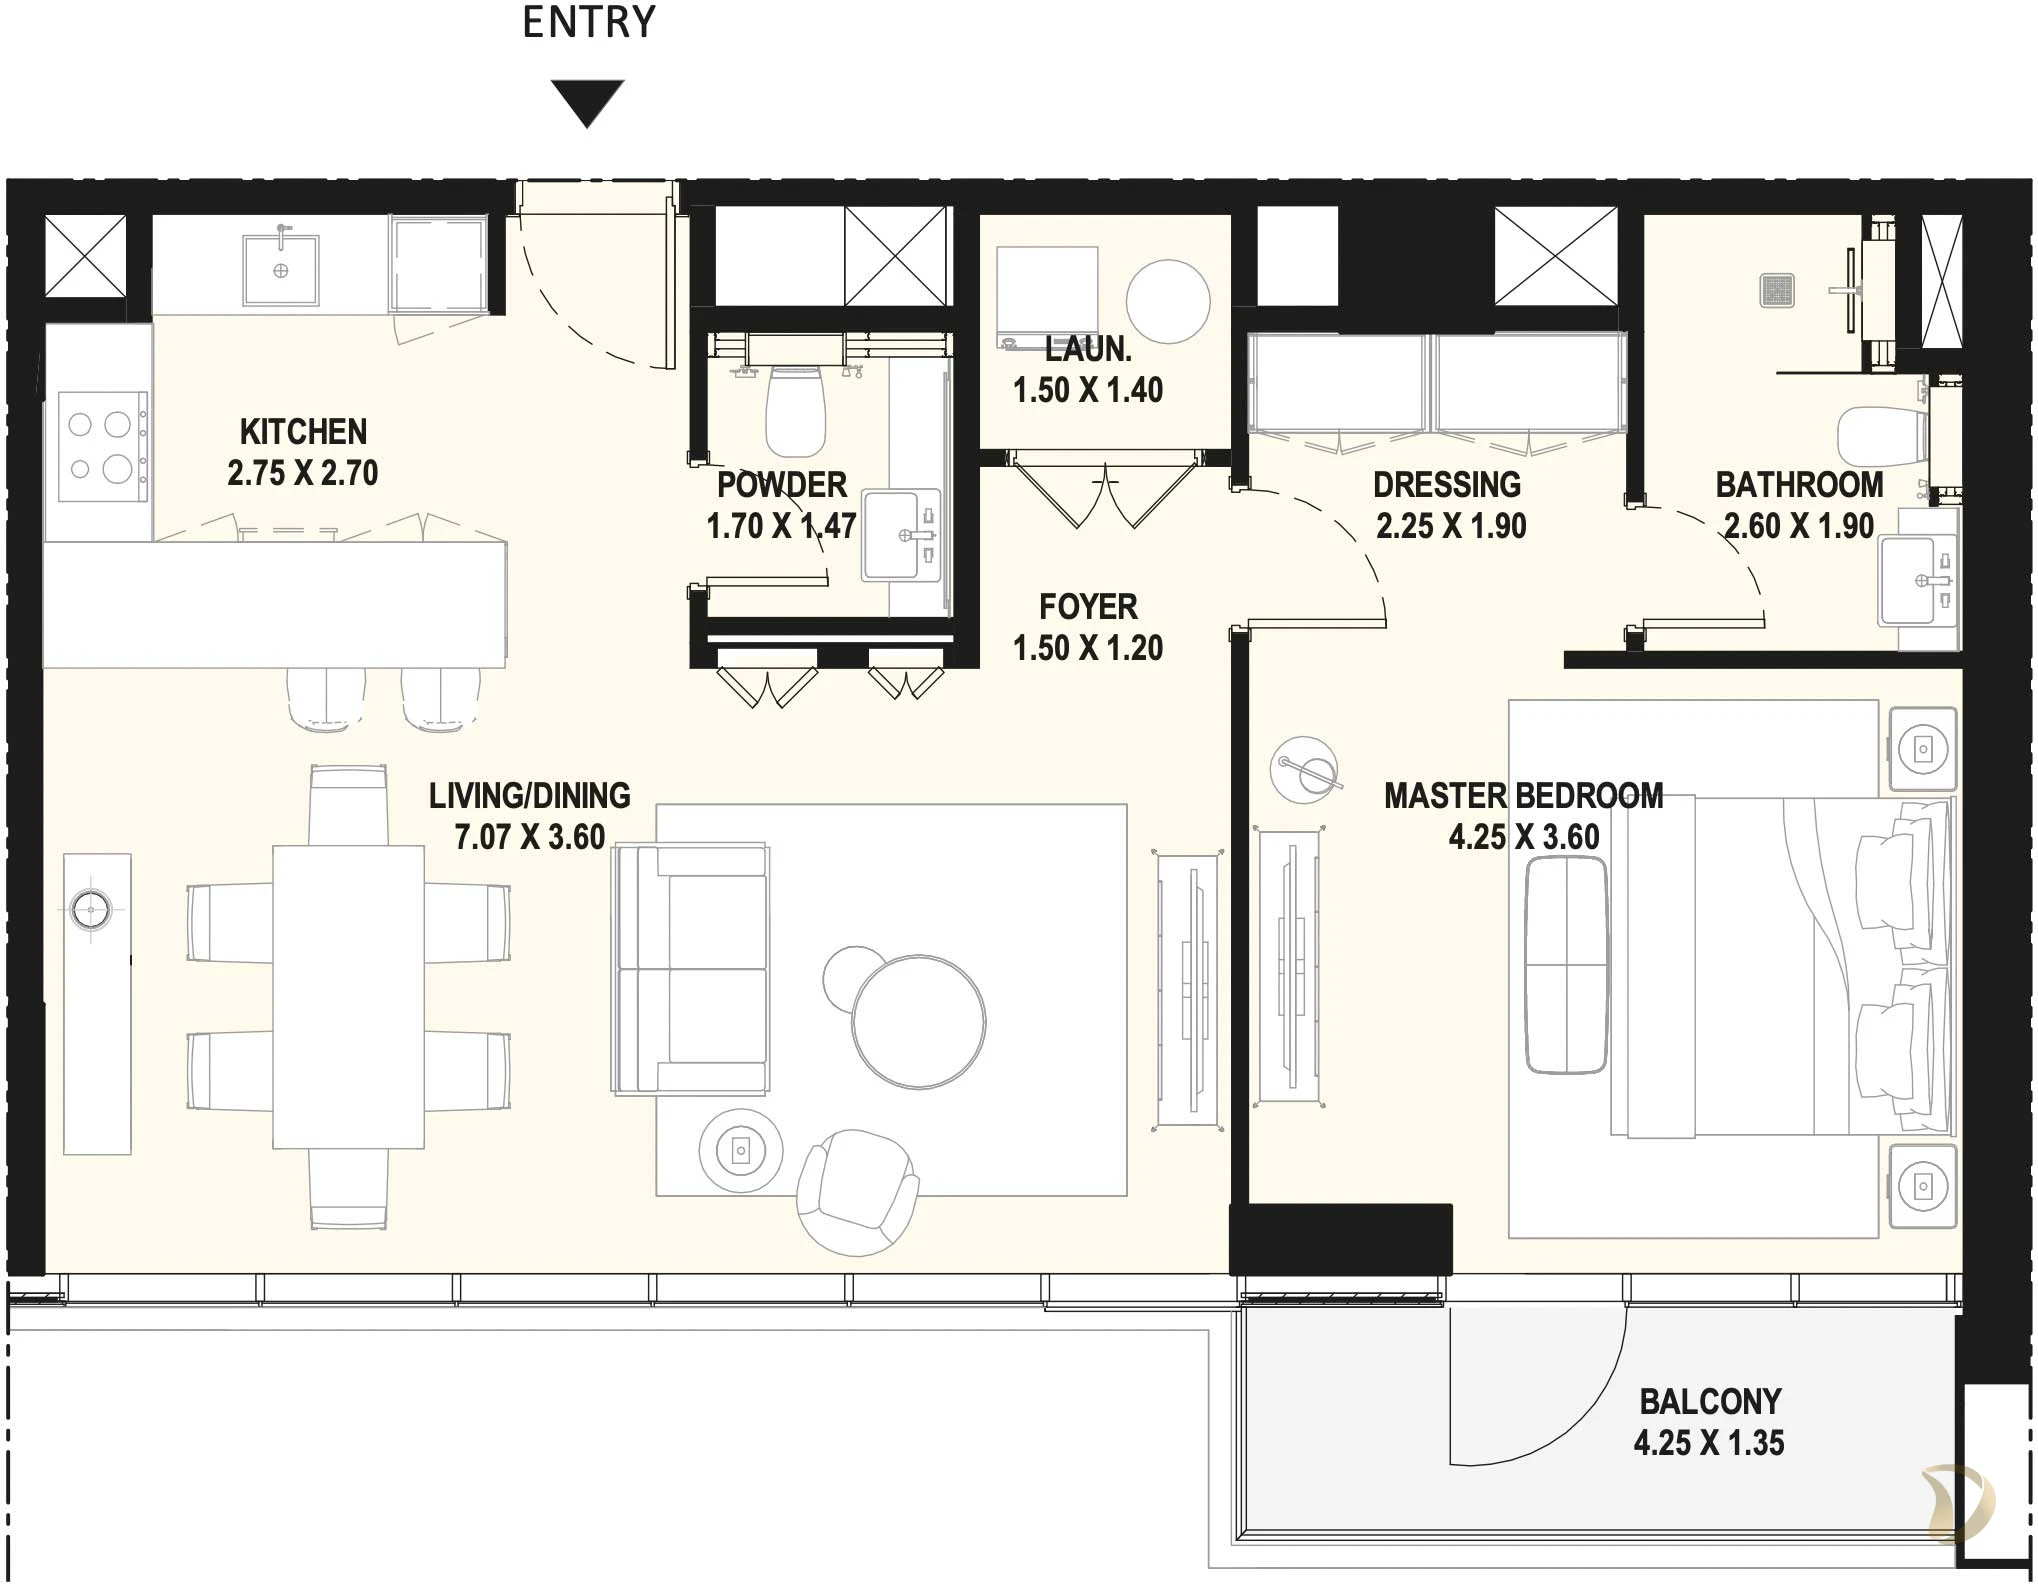 ENTRY
LAUN.
1.50 X 1.40
KITCHEN
2.75 X 2.70
POWDER
1.70 X 1.47
DRESSING
2.25 X 1.90
BATHROOM
2.60 X 1.90
FOYER
1.50 X 1.20
LIVING/DINING
7.07 X 3.60
MASTER BEDROOM
4.25 X 3.60
BALCONY
4.25 X 1.35